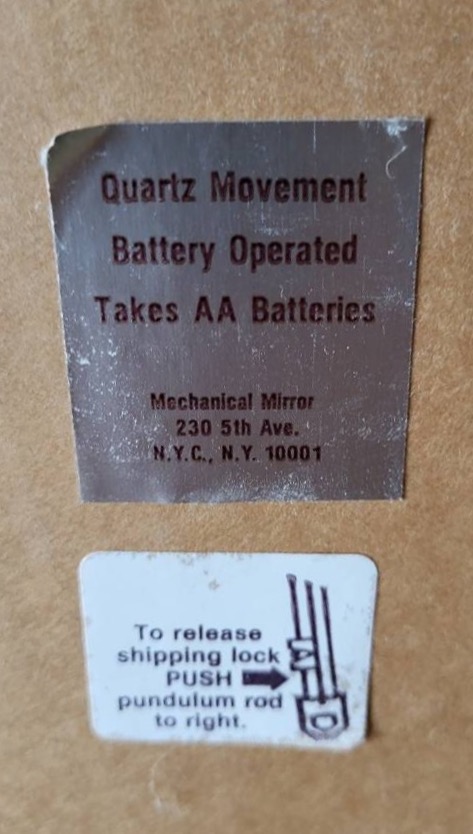 Quartz Movement
Battery Operated
Takes AA Batteries
Mechanical Mirror
230 5th Ave.
N.Y.C., N.Y. 10001
To release
shipping lock
PUSH
pundulum rod
to right.